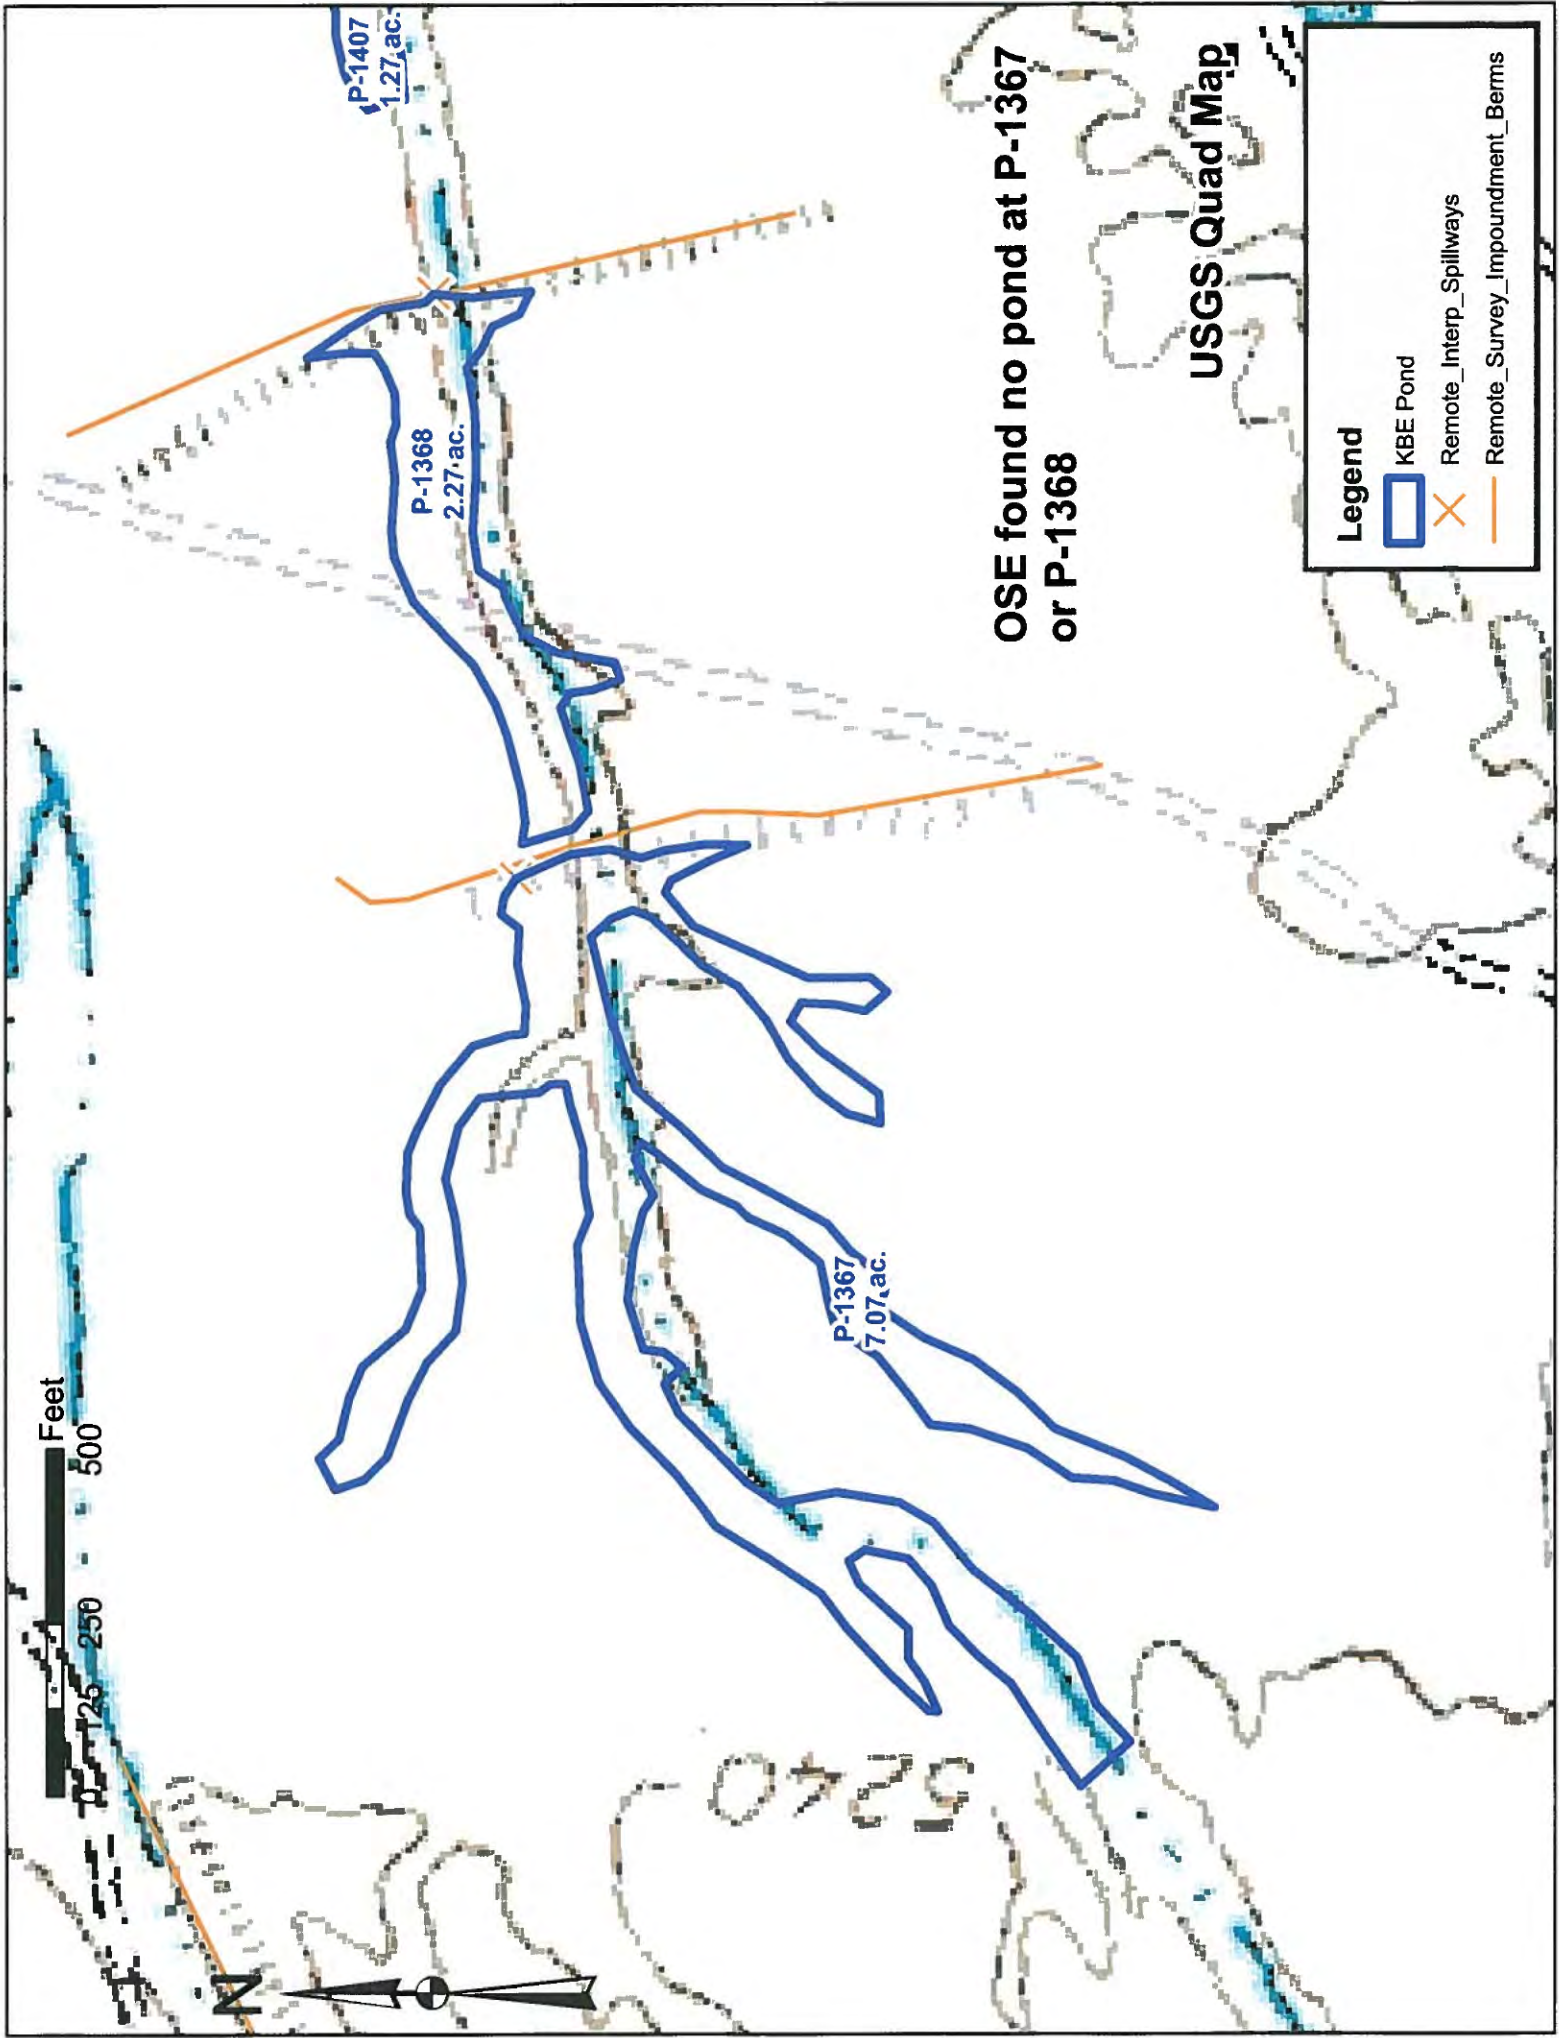 Feet
0 125 250 500
N
P-1407
1.27 ac.
P-1368
2.27 ac.
P-1367
7.07 ac.
5240
OSE found no pond at P-1367
or P-1368
USGS Quad Map
Legend
KBE Pond
Remote_Interp_Spillways
Remote_Survey_Impoundment_Berms